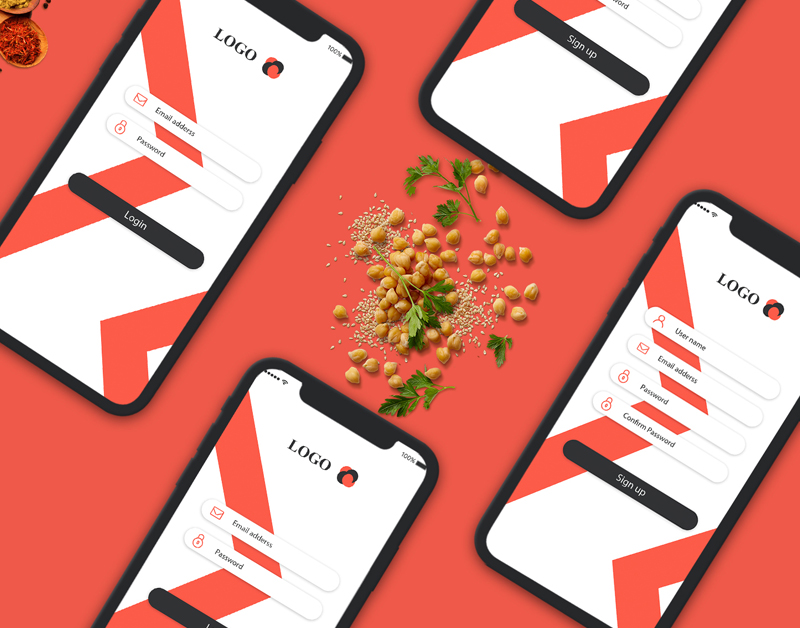 LOGO
100%
Email adderss
Password
Login
Sign up
LOGO
User name
Email adderss
Password
Confirm Password
Sign up
LOGO
100%
Email adderss
Password